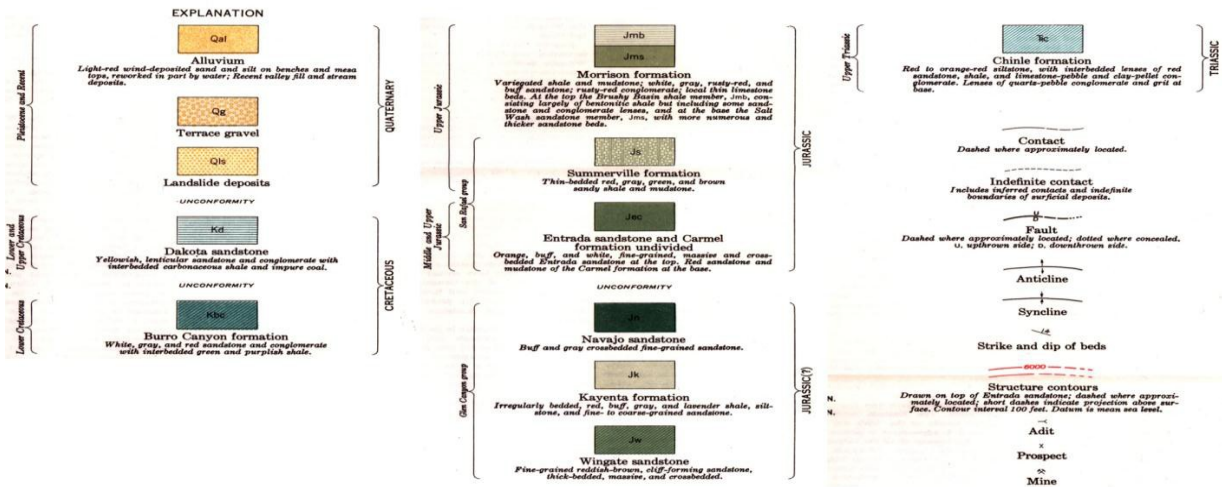 EXPLANATION
Qal
Alluvium
Light-red wind-deposited sand and silt on benches and mesa
tops, reworked in part by water; Recent valley fill and stream
deposits.
Qg
Terrace gravel
Qls
Landslide deposits
Pleistocene and Recent
QUATERNARY
UNCONFORMITY
Kd
Dakota sandstone
Yellowish, lenticular sandstone and conglomerate with
interbedded carbonaceous shale and impure coal.
Lower and
Upper Cretaceous
UNCONFORMITY
Kbc
Burro Canyon formation
White, gray, and red sandstone and conglomerate
with interbedded green and purplish shale.
Lower Cretaceous
CRETACEOUS
Jmb
Jms
Morrison formation
Variegated shale and mudstone; white, gray, rusty-red, and
buff sandstone; rusty-red conglomerate; local thin limestone
beds. At the top the Brushy Basin shale member, Jmb, con-
sisting largely of bentonitic shale but including some sand-
stone and conglomerate lenses, and at the base the Salt
Wash sandstone member, Jms, with more numerous and
thicker sandstone beds.
Upper Jurassic
Js
Summerville formation
Thin-bedded red, gray, green, and brown
sandy shale and mudstone.
San Rafael group
Jec
Entrada sandstone and Carmel
formation undivided
Orange, buff, and white, fine-grained, massive and cross-
bedded Entrada sandstone at the top. Red sandstone and
mudstone of the Carmel formation at the base.
Middle and Upper
Jurassic
JURASSIC
UNCONFORMITY
Jn
Navajo sandstone
Buff and gray crossbedded fine-grained sandstone.
Jk
Kayenta formation
Irregularly bedded, red, buff, gray, and lavender shale, silt-
stone, and fine- to coarse-grained sandstone.
Jw
Wingate sandstone
Fine-grained reddish-brown, cliff-forming sandstone,
thick-bedded, massive, and crossbedded.
Glen Canyon group
JURASSIC(?)
Ꞇc
Chinle formation
Red to orange-red siltstone, with interbedded lenses of red
sandstone, shale, and limestone-pebble and clay-pellet con-
glomerate. Lenses of quartz-pebble conglomerate and grit at
base.
Upper Triassic
TRIASSIC
Contact
Dashed where approximately located.
Indefinite contact
Includes inferred contacts and indefinite
boundaries of surficial deposits.
U
D
Fault
Dashed where approximately located; dotted where concealed.
U, upthrown side; D, downthrown side.
Anticline
Syncline
14
Strike and dip of beds
6000
Structure contours
Drawn on top of Entrada sandstone; dashed where approxi-
mately located; short dashes indicate projection above sur-
face. Contour interval 100 feet. Datum is mean sea level.
N.
N.
Adit
Prospect
Mine